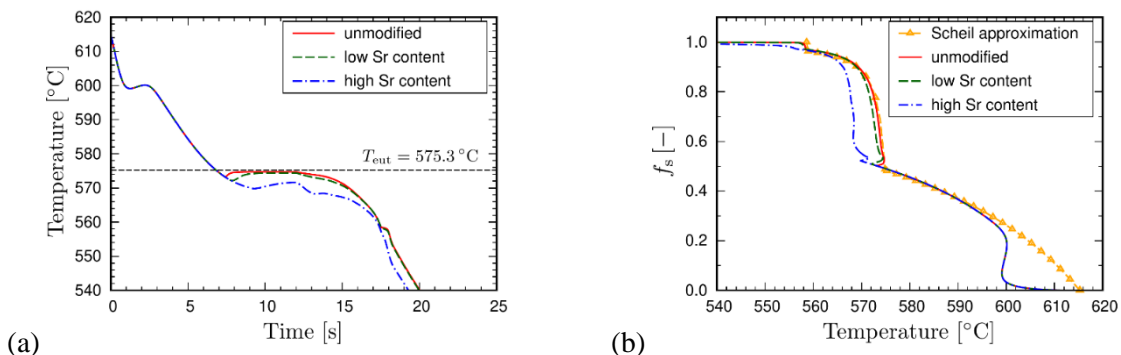 620
610
600
590
580
570
560
550
540
Temperature [°C]
0
5
10
15
20
25
Time [s]
unmodified
low Sr content
high Sr content
T_eut = 575.3 °C
(a)
1.0
0.8
0.6
0.4
0.2
0.0
f_s [−]
540
550
560
570
580
590
600
610
620
Temperature [°C]
Scheil approximation
unmodified
low Sr content
high Sr content
(b)